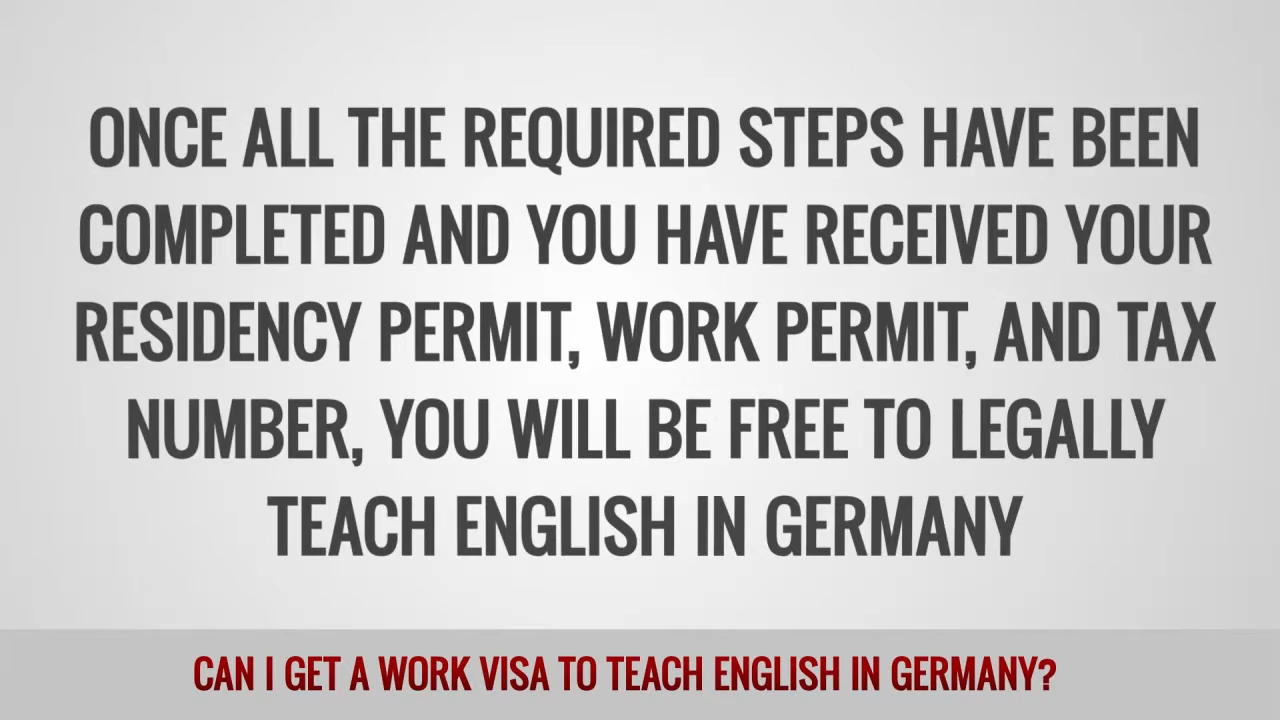 ONCE ALL THE REQUIRED STEPS HAVE BEEN
COMPLETED AND YOU HAVE RECEIVED YOUR
RESIDENCY PERMIT, WORK PERMIT, AND TAX
NUMBER, YOU WILL BE FREE TO LEGALLY
TEACH ENGLISH IN GERMANY
CAN I GET A WORK VISA TO TEACH ENGLISH IN GERMANY?